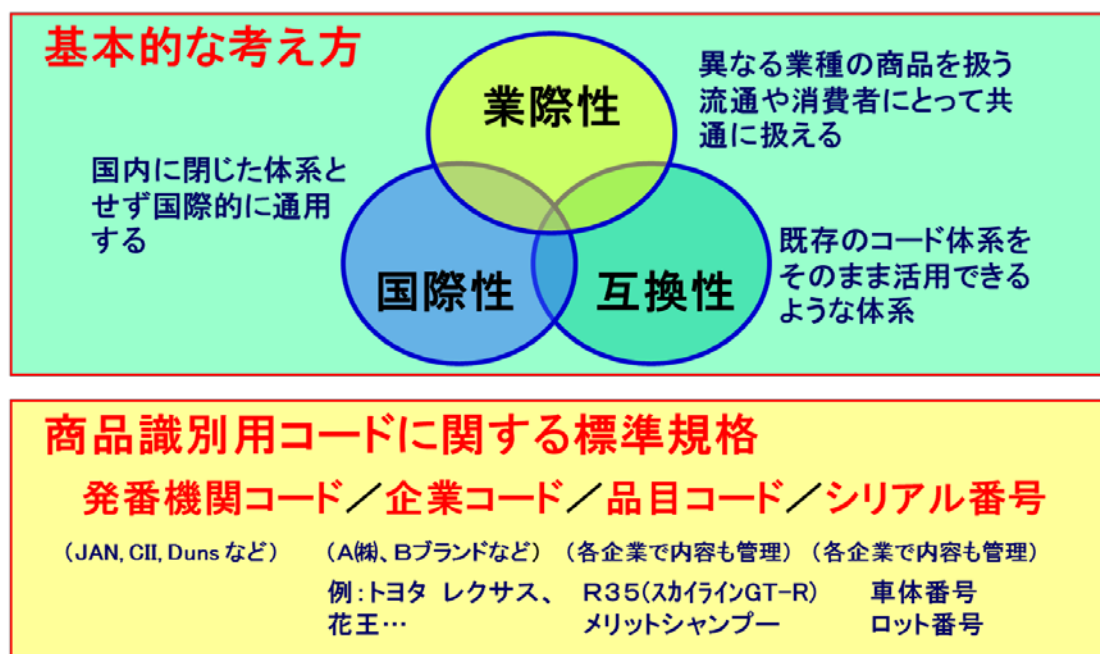 基本的な考え方
業際性
異なる業種の商品を扱う
流通や消費者にとって共
通に扱える
国内に閉じた体系と
せず国際的に通用
する
国際性
互換性
既存のコード体系を
そのまま活用できる
ような体系
商品識別用コードに関する標準規格
発番機関コード／企業コード／品目コード／シリアル番号
（JAN, CII, Duns など） （A㈱、Bブランドなど） （各企業で内容も管理） （各企業で内容も管理）
例：トヨタ レクサス、 R35(ｽｶｲﾗｲﾝGT-R) 車体番号
花王… メリットシャンプー ロット番号